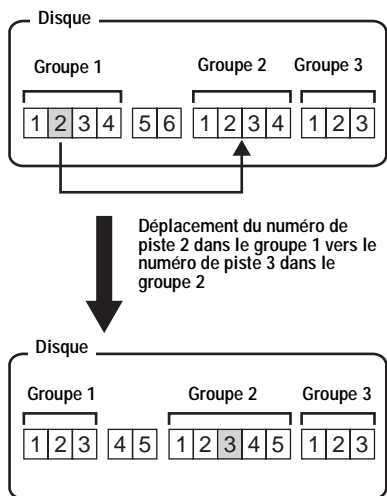 Disque
Groupe 1 Groupe 2 Groupe 3
1 2 3 4 5 6 1 2 3 4 1 2 3
Déplacement du numéro de
piste 2 dans le groupe 1 vers le
numéro de piste 3 dans le
groupe 2
Disque
Groupe 1 Groupe 2 Groupe 3
1 2 3 4 5 1 2 3 4 5 1 2 3